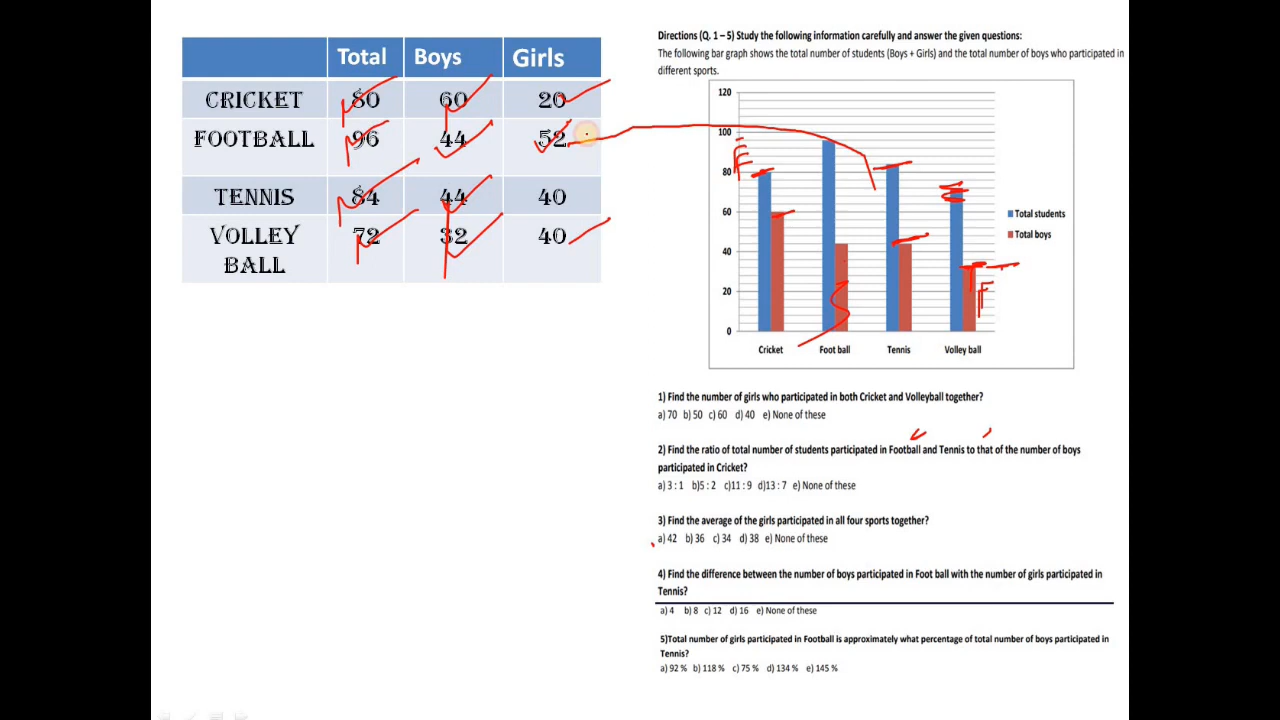 Total Boys Girls
CRICKET 80 60 20
FOOTBALL 96 44 52
TENNIS 84 44 40
VOLLEY 72 32 40
BALL
Directions (Q. 1 – 5) Study the following information carefully and answer the given questions:
The following bar graph shows the total number of students (Boys + Girls) and the total number of boys who participated in
different sports.
120
100
80
60
40
20
0
Cricket Foot ball Tennis Volley ball
Total students
Total boys
1) Find the number of girls who participated in both Cricket and Volleyball together?
a) 70 b) 50 c) 60 d) 40 e) None of these
2) Find the ratio of total number of students participated in Football and Tennis to that of the number of boys
participated in Cricket?
a) 3 : 1 b)5 : 2 c)11 : 9 d)13 : 7 e) None of these
3) Find the average of the girls participated in all four sports together?
a) 42 b) 36 c) 34 d) 38 e) None of these
4) Find the difference between the number of boys participated in Foot ball with the number of girls participated in
Tennis?
a) 4 b) 8 c) 12 d) 16 e) None of these
5)Total number of girls participated in Football is approximately what percentage of total number of boys participated in
Tennis?
a) 92 % b) 118 % c) 75 % d) 134 % e) 145 %